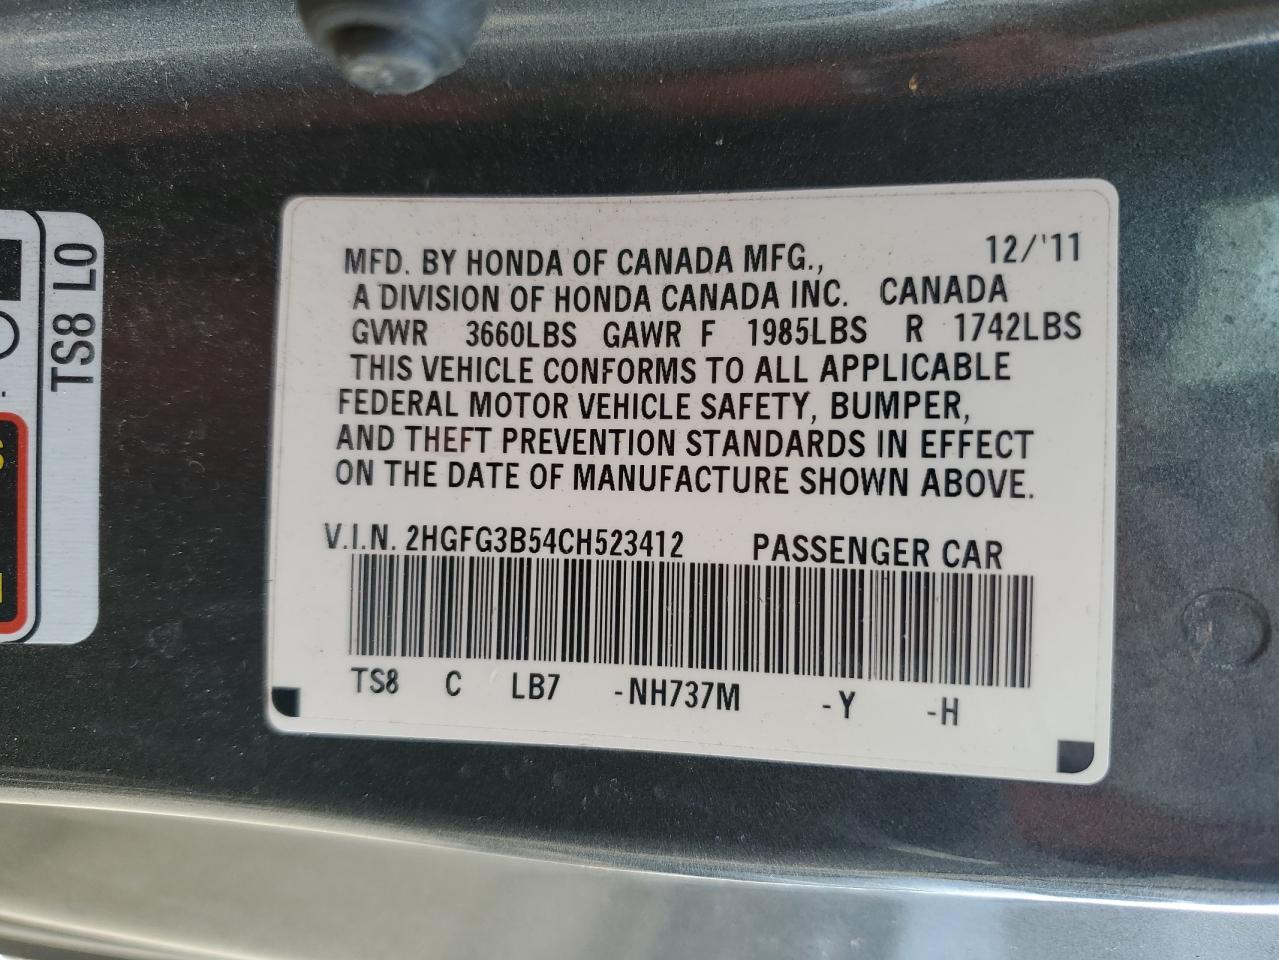 MFD. BY HONDA OF CANADA MFG., 12/'11
A DIVISION OF HONDA CANADA INC. CANADA
GVWR 3660LBS GAWR F 1985LBS R 1742LBS
THIS VEHICLE CONFORMS TO ALL APPLICABLE
FEDERAL MOTOR VEHICLE SAFETY, BUMPER,
AND THEFT PREVENTION STANDARDS IN EFFECT
ON THE DATE OF MANUFACTURE SHOWN ABOVE.
V.I.N. 2HGFG3B54CH523412 PASSENGER CAR
TS8 C LB7 -NH737M -Y -H
TS8 L0